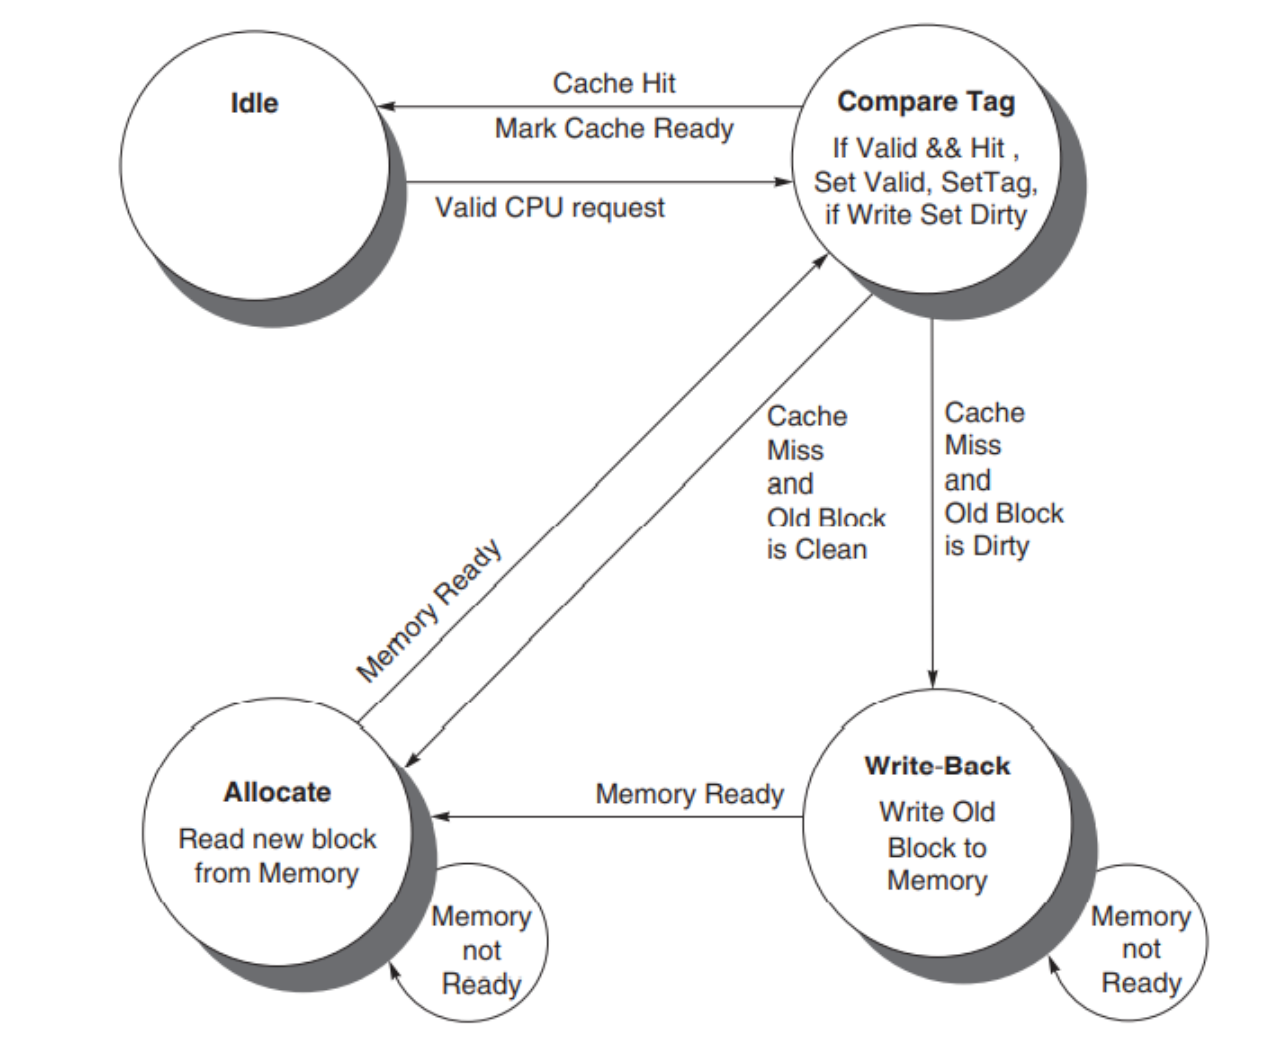 Idle
Cache Hit
Mark Cache Ready
Valid CPU request
Compare Tag
If Valid && Hit ,
Set Valid, SetTag,
if Write Set Dirty
Cache
Miss
and
Old Block
is Clean
Cache
Miss
and
Old Block
is Dirty
Memory Ready
Allocate
Read new block
from Memory
Memory
not
Ready
Memory Ready
Write-Back
Write Old
Block to
Memory
Memory
not
Ready